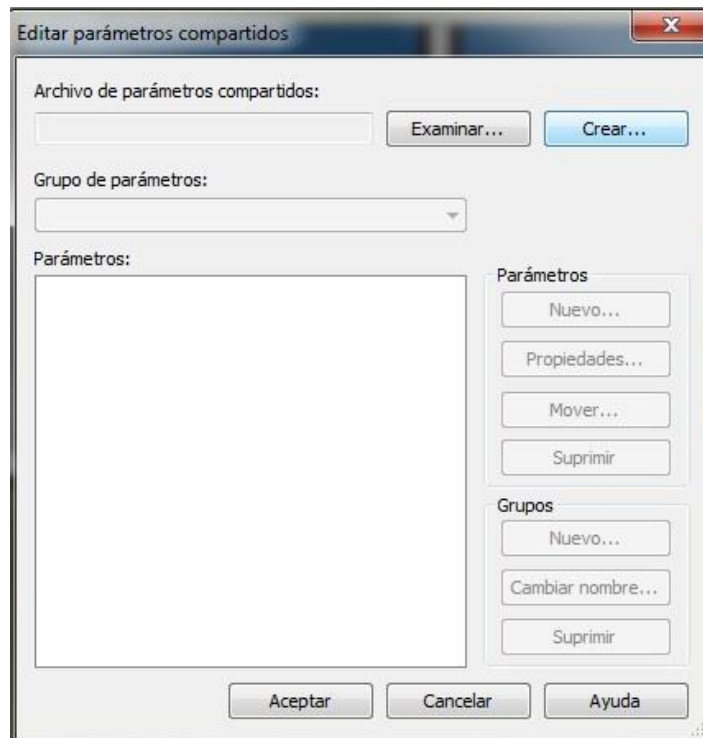 Editar parámetros compartidos
Archivo de parámetros compartidos:
Examinar...
Crear...
Grupo de parámetros:
Parámetros:
Parámetros
Nuevo...
Propiedades...
Mover...
Suprimir
Grupos
Nuevo...
Cambiar nombre...
Suprimir
Aceptar
Cancelar
Ayuda